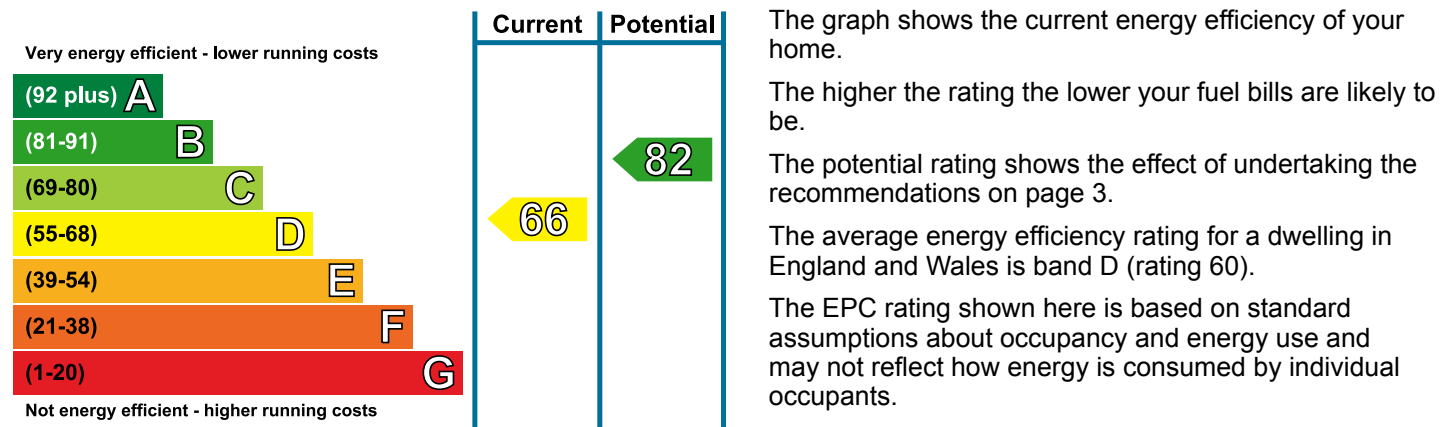 Current Potential
Very energy efficient - lower running costs
(92 plus) A
(81-91) B
82
(69-80) C
66
(55-68) D
(39-54) E
(21-38) F
(1-20) G
Not energy efficient - higher running costs
The graph shows the current energy efficiency of your
home.
The higher the rating the lower your fuel bills are likely to
be.
The potential rating shows the effect of undertaking the
recommendations on page 3.
The average energy efficiency rating for a dwelling in
England and Wales is band D (rating 60).
The EPC rating shown here is based on standard
assumptions about occupancy and energy use and
may not reflect how energy is consumed by individual
occupants.